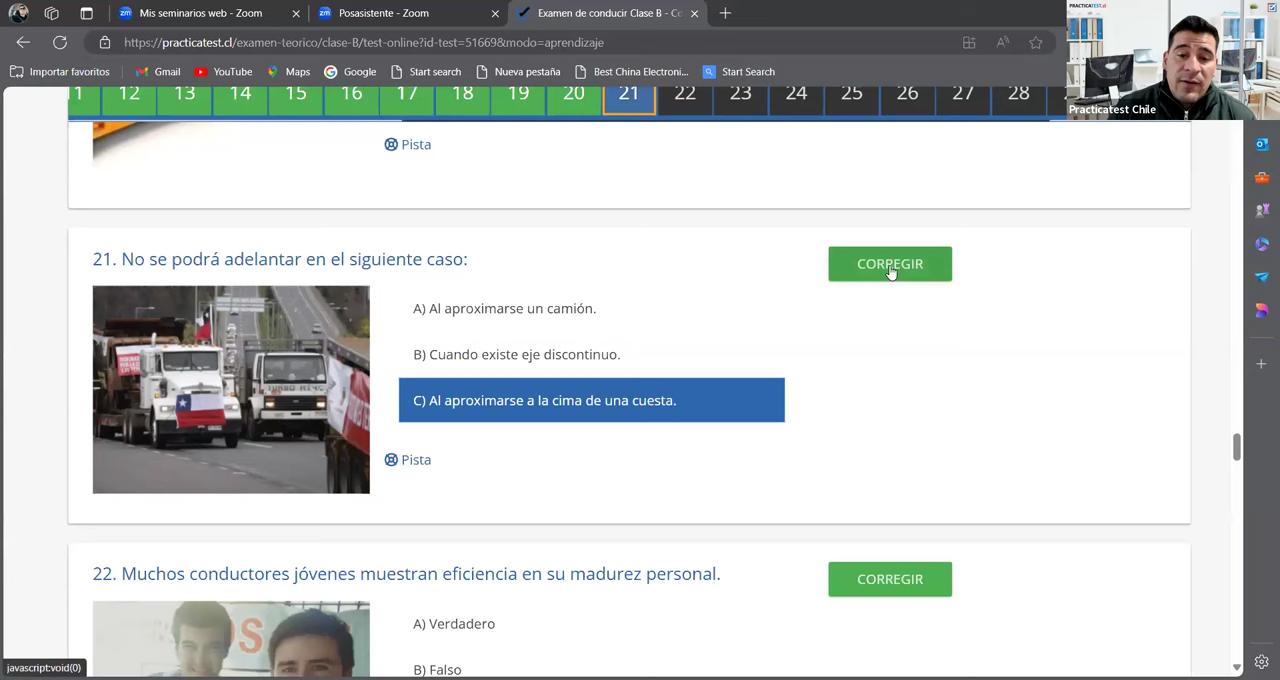 Mis seminarios web - Zoom
Posasistente - Zoom
Examen de conducir Clase B - Co
https://practicatest.cl/examen-teorico/clase-B/test-online?id-test=51669&modo=aprendizaje
Importar favoritos
Gmail
YouTube
Maps
Google
Start search
Nueva pestaña
Best China Electroni...
Start Search
PRACTICATEST.cl
Practicatest Chile
1 12 13 14 15 16 17 18 19 20 21 22 23 24 25 26 27 28
Pista
21. No se podrá adelantar en el siguiente caso:
CORREGIR
A) Al aproximarse un camión.
B) Cuando existe eje discontinuo.
C) Al aproximarse a la cima de una cuesta.
Pista
22. Muchos conductores jóvenes muestran eficiencia en su madurez personal.
CORREGIR
A) Verdadero
B) Falso
javascript:void(0)